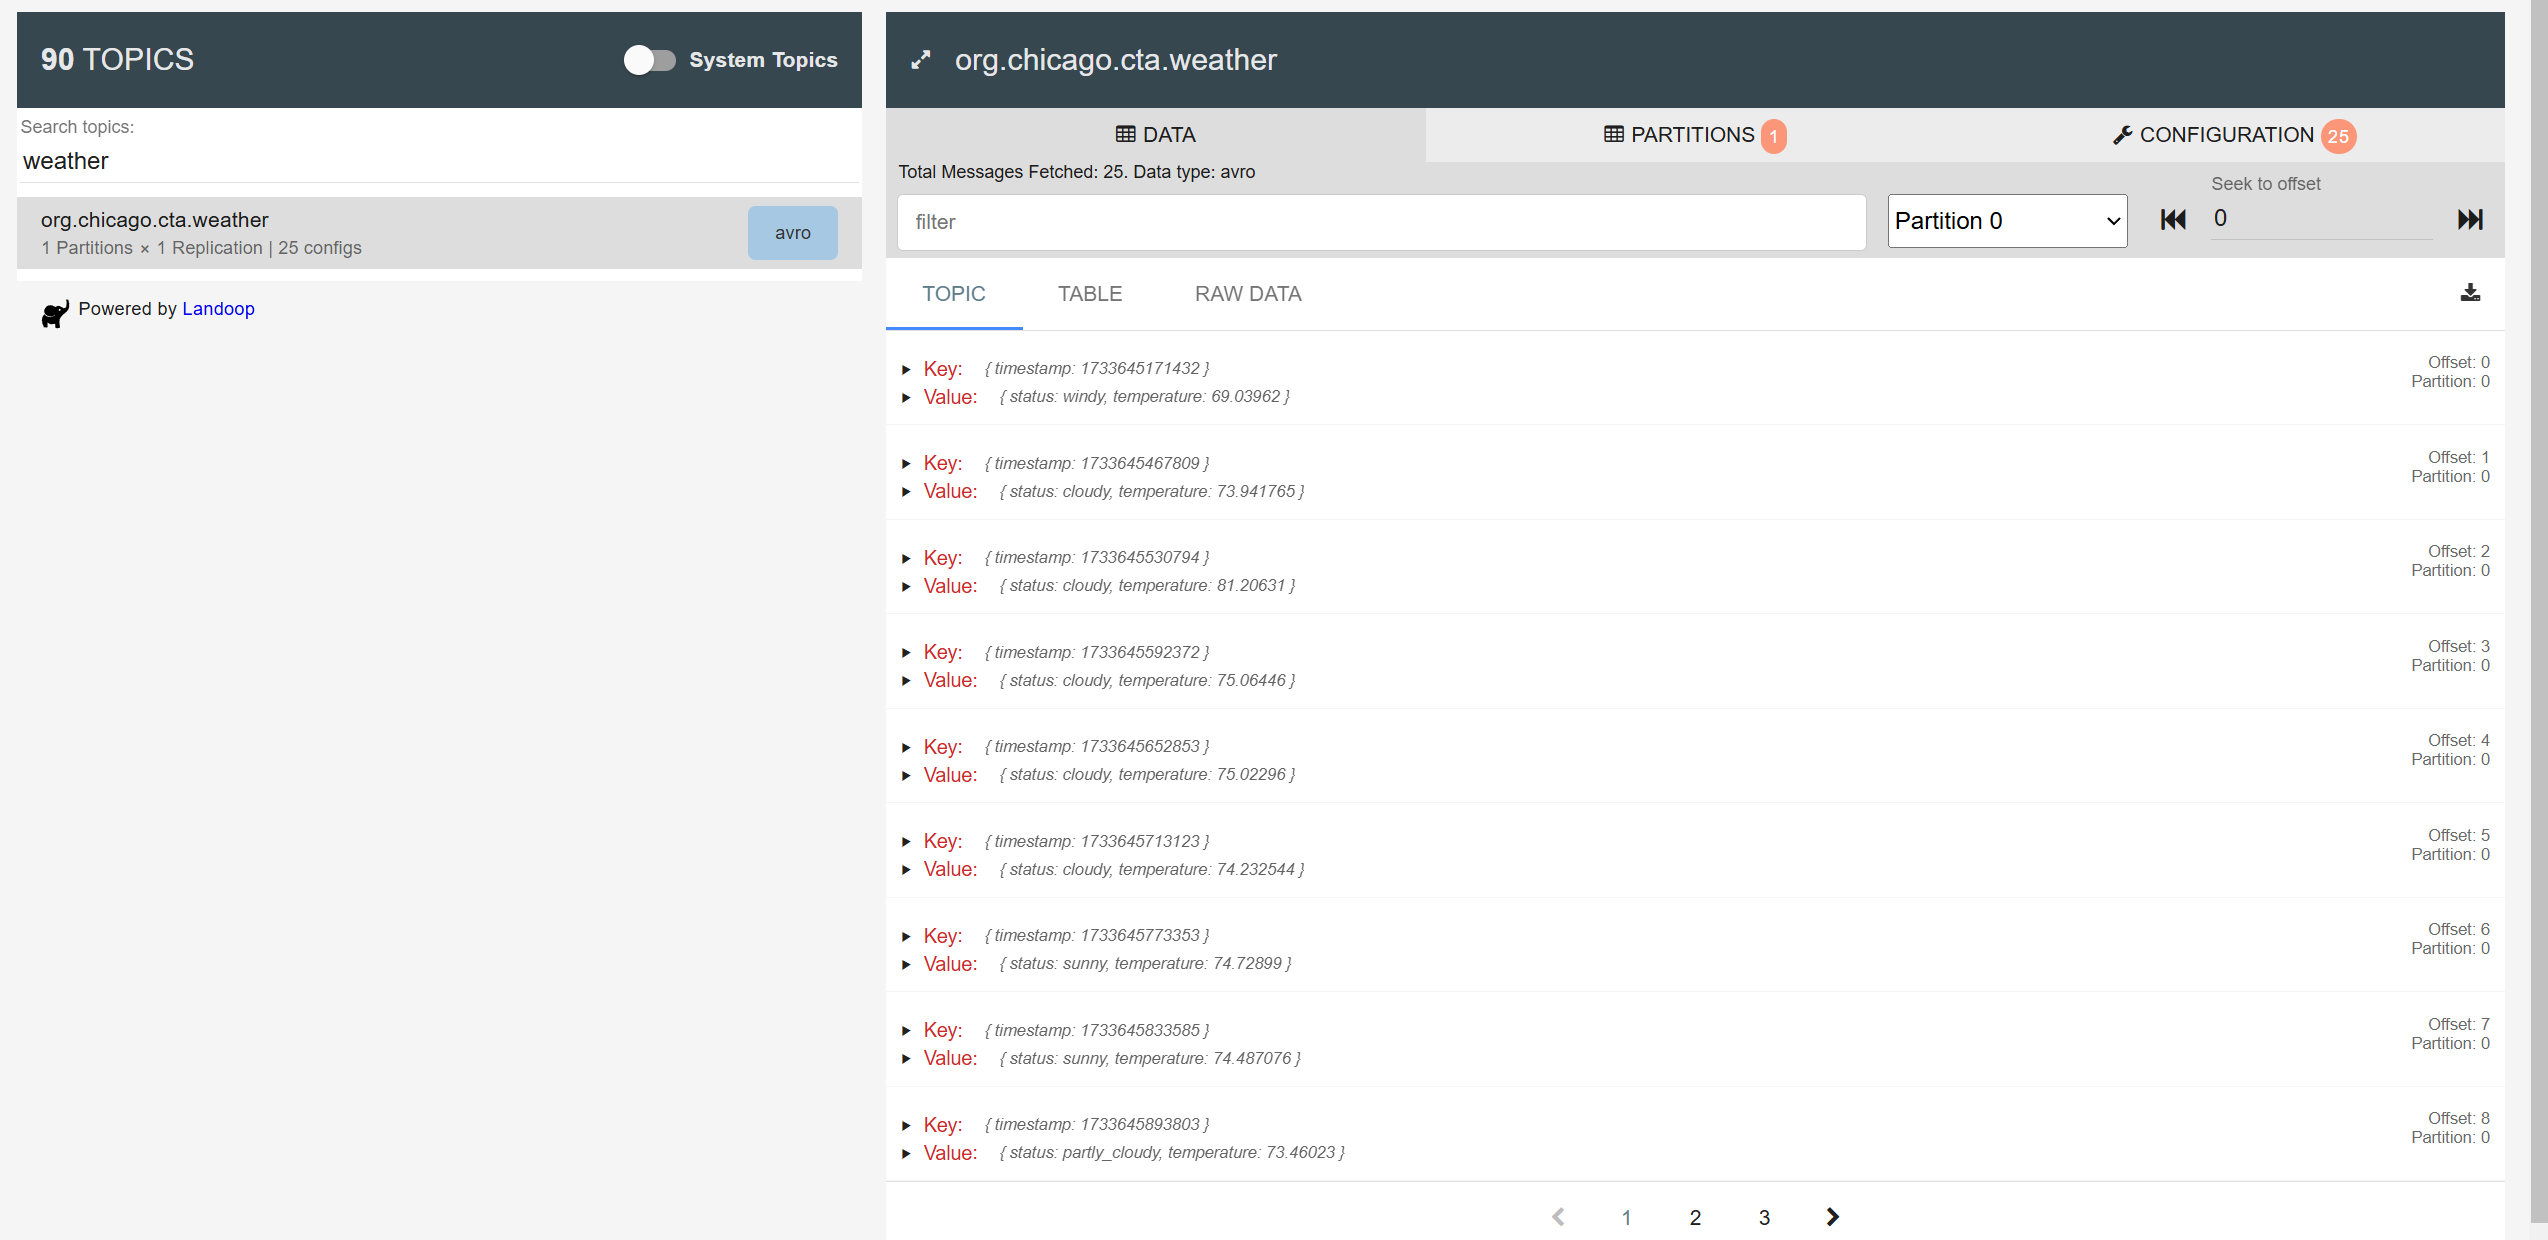 90 TOPICS
System Topics
Search topics:
weather
org.chicago.cta.weather
1 Partitions × 1 Replication | 25 configs
avro
Powered by Landoop
org.chicago.cta.weather
DATA
PARTITIONS 1
CONFIGURATION 25
Total Messages Fetched: 25. Data type: avro
filter
Partition 0
Seek to offset
0
TOPIC
TABLE
RAW DATA
Key: { timestamp: 1733645171432 }
Value: { status: windy, temperature: 69.03962 }
Offset: 0
Partition: 0
Key: { timestamp: 1733645467809 }
Value: { status: cloudy, temperature: 73.941765 }
Offset: 1
Partition: 0
Key: { timestamp: 1733645530794 }
Value: { status: cloudy, temperature: 81.20631 }
Offset: 2
Partition: 0
Key: { timestamp: 1733645592372 }
Value: { status: cloudy, temperature: 75.06446 }
Offset: 3
Partition: 0
Key: { timestamp: 1733645652853 }
Value: { status: cloudy, temperature: 75.02296 }
Offset: 4
Partition: 0
Key: { timestamp: 1733645713123 }
Value: { status: cloudy, temperature: 74.232544 }
Offset: 5
Partition: 0
Key: { timestamp: 1733645773353 }
Value: { status: sunny, temperature: 74.72899 }
Offset: 6
Partition: 0
Key: { timestamp: 1733645833585 }
Value: { status: sunny, temperature: 74.487076 }
Offset: 7
Partition: 0
Key: { timestamp: 1733645893803 }
Value: { status: partly_cloudy, temperature: 73.46023 }
Offset: 8
Partition: 0
1 2 3